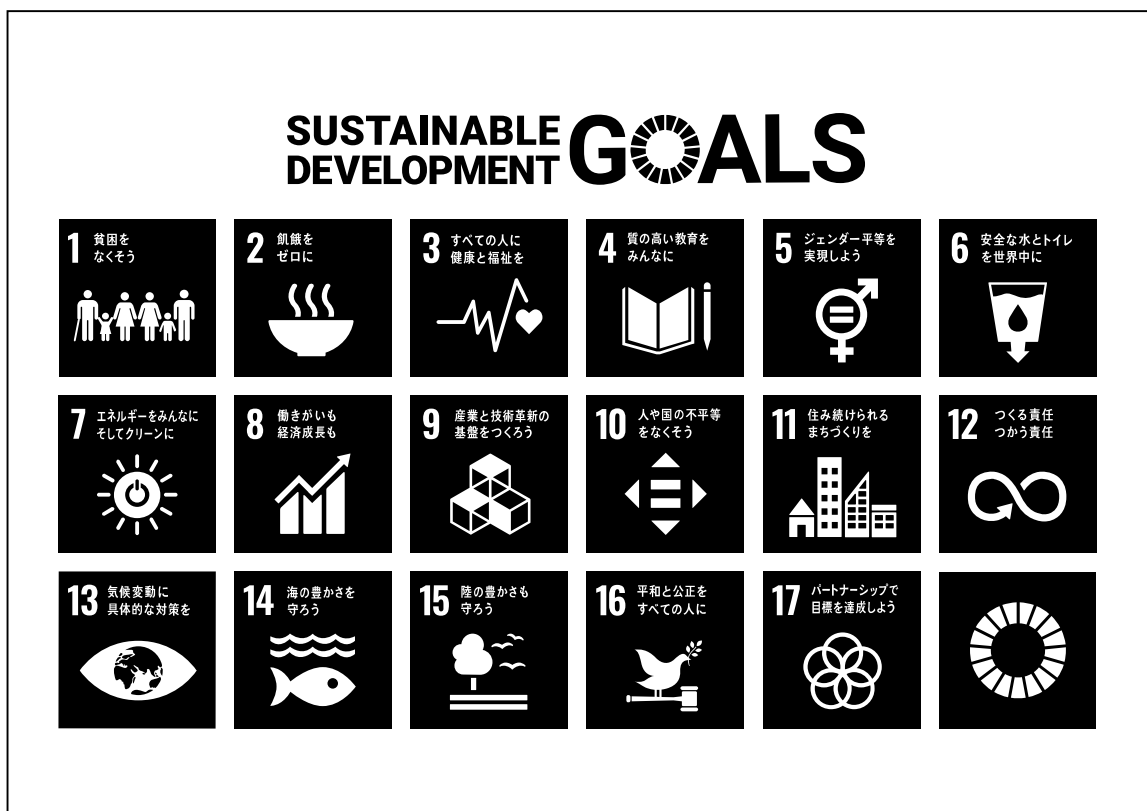 SUSTAINABLE
DEVELOPMENT
GOALS
1 貧困を
なくそう
2 飢餓を
ゼロに
3 すべての人に
健康と福祉を
4 質の高い教育を
みんなに
5 ジェンダー平等を
実現しよう
6 安全な水とトイレ
を世界中に
7 エネルギーをみんなに
そしてクリーンに
8 働きがいも
経済成長も
9 産業と技術革新の
基盤をつくろう
10 人や国の不平等
をなくそう
11 住み続けられる
まちづくりを
12 つくる責任
つかう責任
13 気候変動に
具体的な対策を
14 海の豊かさを
守ろう
15 陸の豊かさも
守ろう
16 平和と公正を
すべての人に
17 パートナーシップで
目標を達成しよう